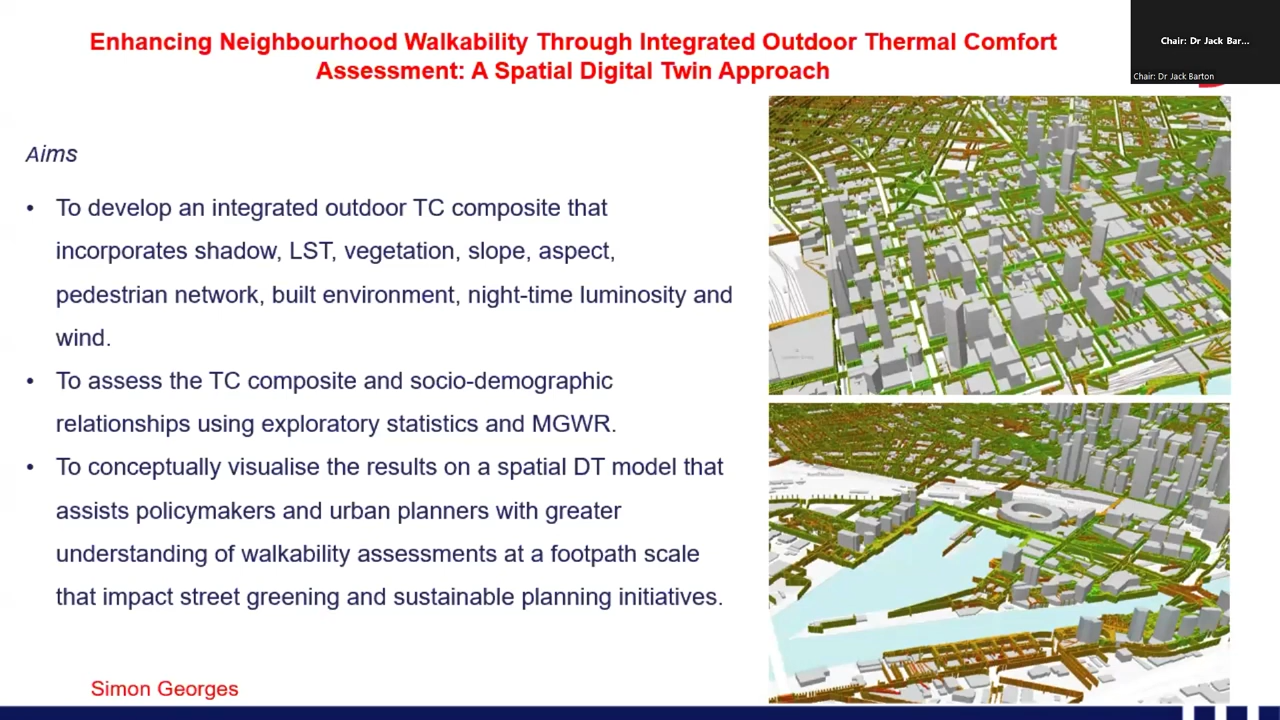 Enhancing Neighbourhood Walkability Through Integrated Outdoor Thermal Comfort
Assessment: A Spatial Digital Twin Approach
Chair: Dr Jack Bar...
Chair: Dr Jack Barton
Aims
• To develop an integrated outdoor TC composite that
incorporates shadow, LST, vegetation, slope, aspect,
pedestrian network, built environment, night-time luminosity and
wind.
• To assess the TC composite and socio-demographic
relationships using exploratory statistics and MGWR.
• To conceptually visualise the results on a spatial DT model that
assists policymakers and urban planners with greater
understanding of walkability assessments at a footpath scale
that impact street greening and sustainable planning initiatives.
Simon Georges